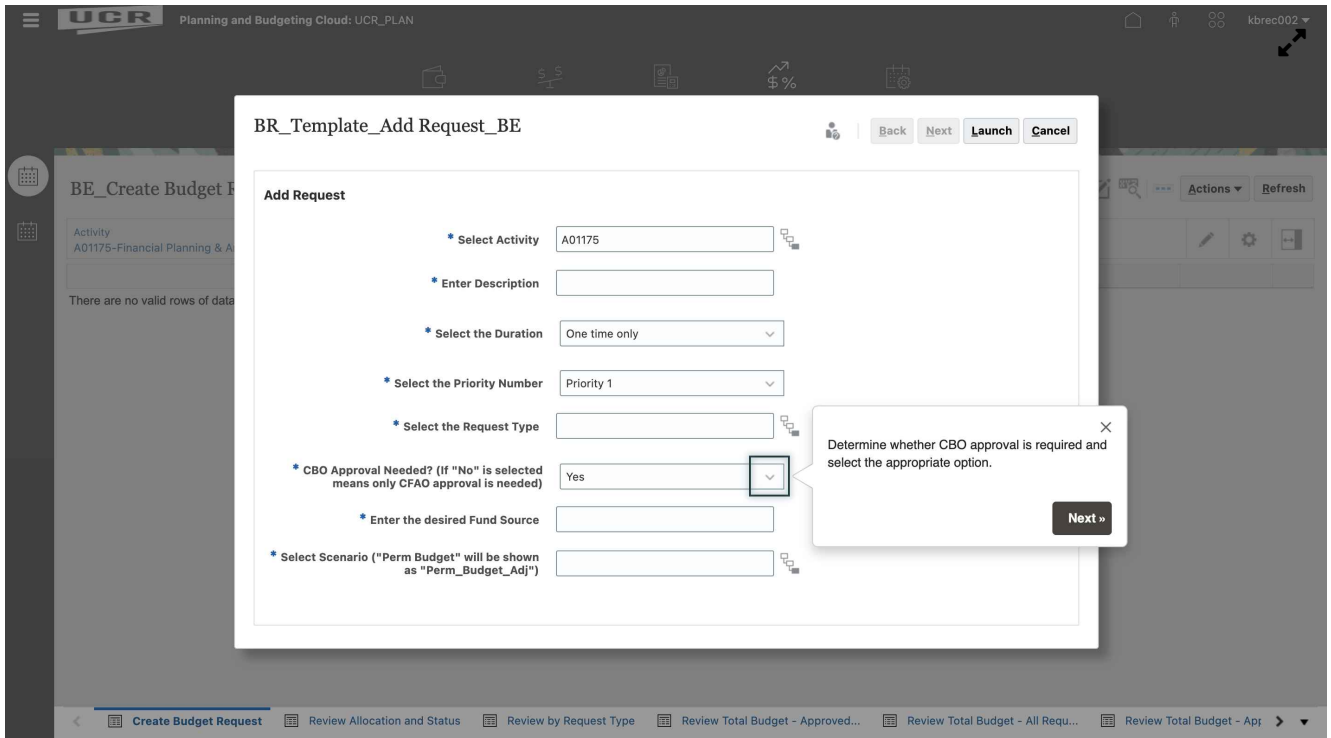 UCR Planning and Budgeting Cloud: UCR_PLAN kbrec002
BR_Template_Add Request_BE Back Next Launch Cancel
BE_Create Budget R Actions Refresh
Activity
A01175-Financial Planning & A
There are no valid rows of data
Add Request
* Select Activity A01175
* Enter Description
* Select the Duration One time only
* Select the Priority Number Priority 1
* Select the Request Type
* CBO Approval Needed? (If "No" is selected
means only CFAO approval is needed) Yes
* Enter the desired Fund Source
* Select Scenario ("Perm Budget" will be shown
as "Perm_Budget_Adj")
Determine whether CBO approval is required and
select the appropriate option.
Next »
Create Budget Request Review Allocation and Status Review by Request Type Review Total Budget - Approved... Review Total Budget - All Requ... Review Total Budget - App